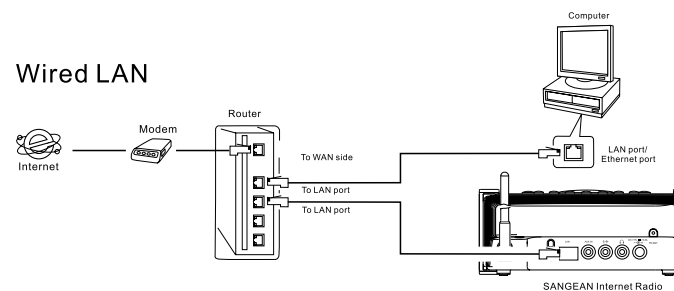 Computer
Wired LAN
Router
Modem
Internet
To WAN side
LAN port/
Ethernet port
To LAN port
To LAN port
SANGEAN Internet Radio